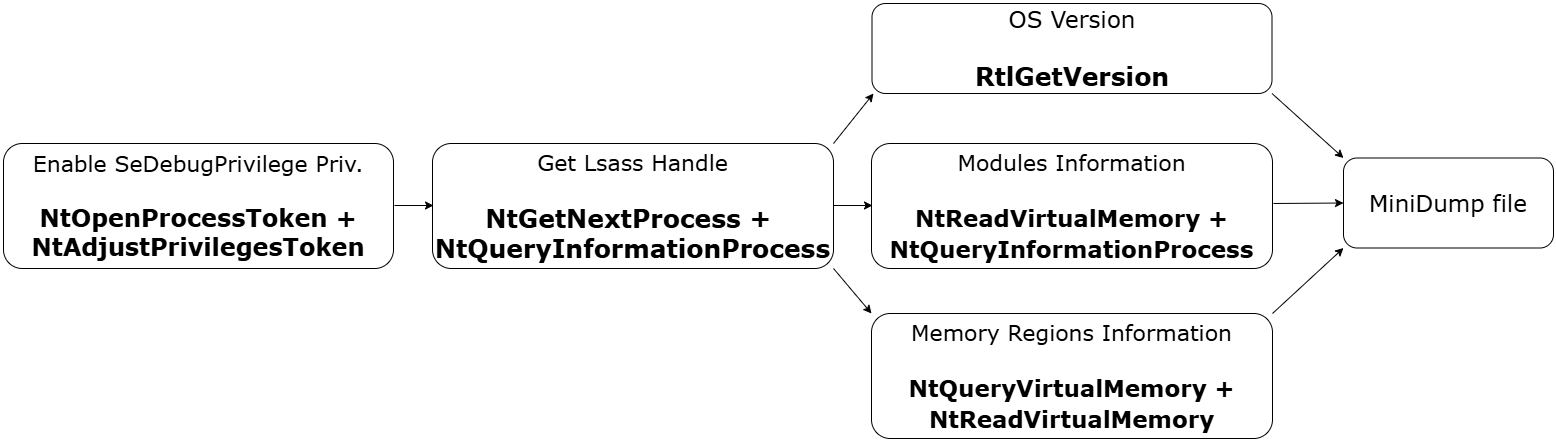 Enable SeDebugPrivilege Priv.
NtOpenProcessToken +
NtAdjustPrivilegesToken
Get Lsass Handle
NtGetNextProcess +
NtQueryInformationProcess
OS Version
RtlGetVersion
Modules Information
NtReadVirtualMemory +
NtQueryInformationProcess
Memory Regions Information
NtQueryVirtualMemory +
NtReadVirtualMemory
MiniDump file